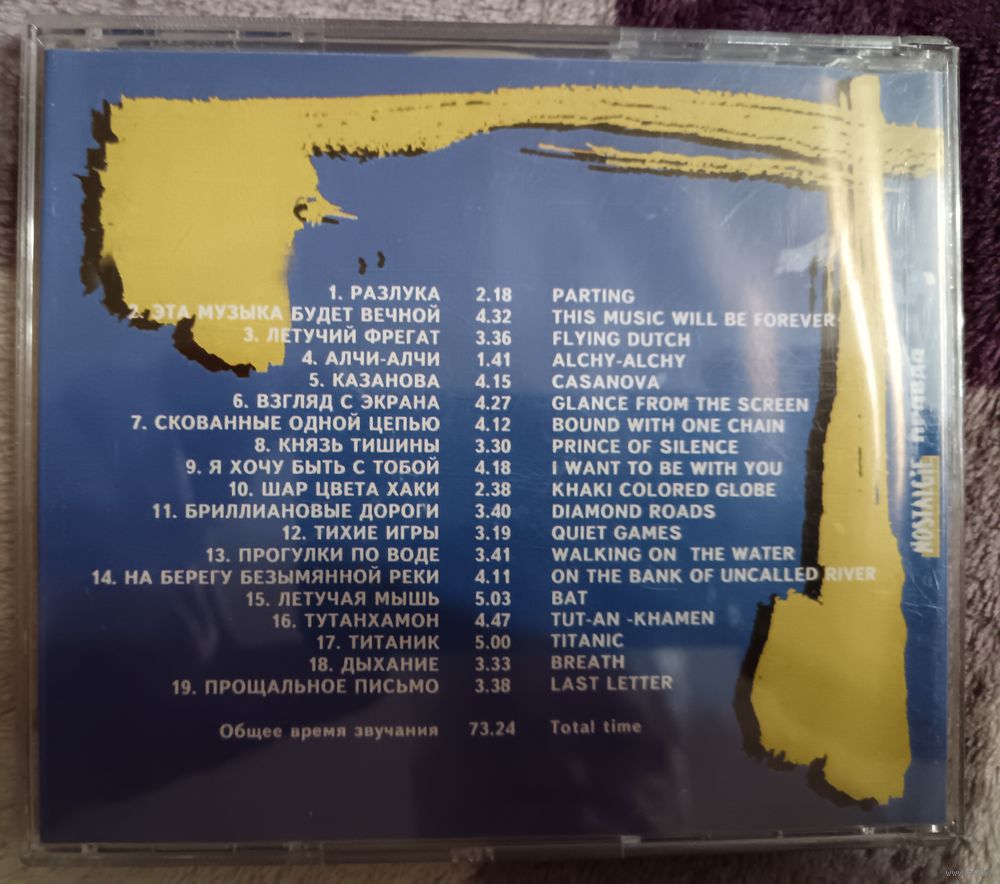 1. РАЗЛУКА 2.18 PARTING
2. ЭТА МУЗЫКА БУДЕТ ВЕЧНОЙ 4.32 THIS MUSIC WILL BE FOREVER
3. ЛЕТУЧИЙ ФРЕГАТ 3.36 FLYING DUTCH
4. АЛЧИ-АЛЧИ 1.41 ALCHY-ALCHY
5. КАЗАНОВА 4.15 CASANOVA
6. ВЗГЛЯД С ЭКРАНА 4.27 GLANCE FROM THE SCREEN
7. СКОВАННЫЕ ОДНОЙ ЦЕПЬЮ 4.12 BOUND WITH ONE CHAIN
8. КНЯЗЬ ТИШИНЫ 3.30 PRINCE OF SILENCE
9. Я ХОЧУ БЫТЬ С ТОБОЙ 4.18 I WANT TO BE WITH YOU
10. ШАР ЦВЕТА ХАКИ 2.38 KHAKI COLORED GLOBE
11. БРИЛЛИАНОВЫЕ ДОРОГИ 3.40 DIAMOND ROADS
12. ТИХИЕ ИГРЫ 3.19 QUIET GAMES
13. ПРОГУЛКИ ПО ВОДЕ 3.41 WALKING ON THE WATER
14. НА БЕРЕГУ БЕЗЫМЯННОЙ РЕКИ 4.11 ON THE BANK OF UNCALLED RIVER
15. ЛЕТУЧАЯ МЫШЬ 5.03 BAT
16. ТУТАНХАМОН 4.47 TUT-AN -KHAMEN
17. ТИТАНИК 5.00 TITANIC
18. ДЫХАНИЕ 3.33 BREATH
19. ПРОЩАЛЬНОЕ ПИСЬМО 3.38 LAST LETTER
Общее время звучания 73.24 Total time